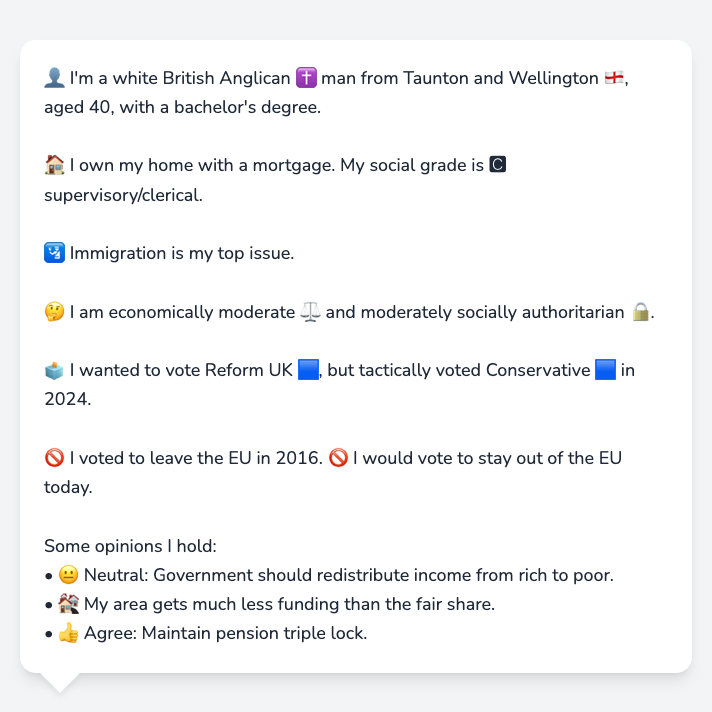 👤 I'm a white British Anglican ✝️ man from Taunton and Wellington 🏴󠁧󠁢󠁥󠁮󠁧󠁿,
aged 40, with a bachelor's degree.
🏠 I own my home with a mortgage. My social grade is 🅲
supervisory/clerical.
🛂 Immigration is my top issue.
🤔 I am economically moderate ⚖️ and moderately socially authoritarian 🔒.
🗳️ I wanted to vote Reform UK 🟦, but tactically voted Conservative 🟦 in
2024.
🚫 I voted to leave the EU in 2016. 🚫 I would vote to stay out of the EU
today.
Some opinions I hold:
• 😐 Neutral: Government should redistribute income from rich to poor.
• 🏚️ My area gets much less funding than the fair share.
• 👍 Agree: Maintain pension triple lock.